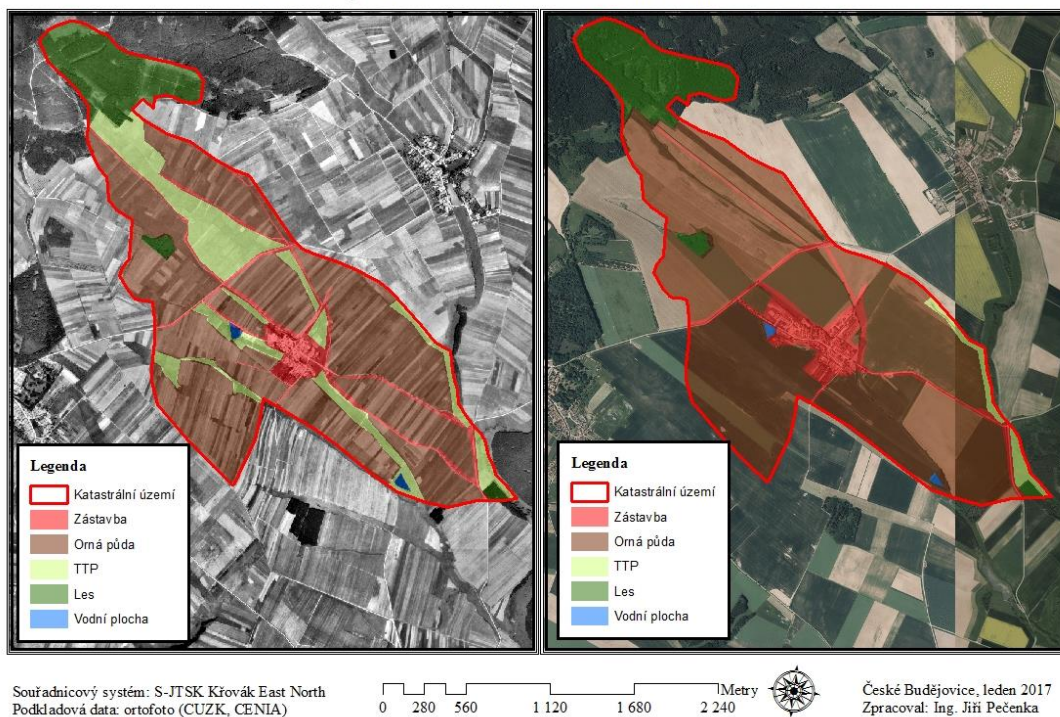 Legenda
Katastrální území
Zástavba
Orná půda
TTP
Les
Vodní plocha
Legenda
Katastrální území
Zástavba
Orná půda
TTP
Les
Vodní plocha
Souřadnicový systém: S-JTSK Křovák East North
Podkladová data: ortofoto (CUZK, CENIA)
Metry
0 280 560 1 120 1 680 2 240
České Budějovice, leden 2017
Zpracoval: Ing. Jiří Pečenka